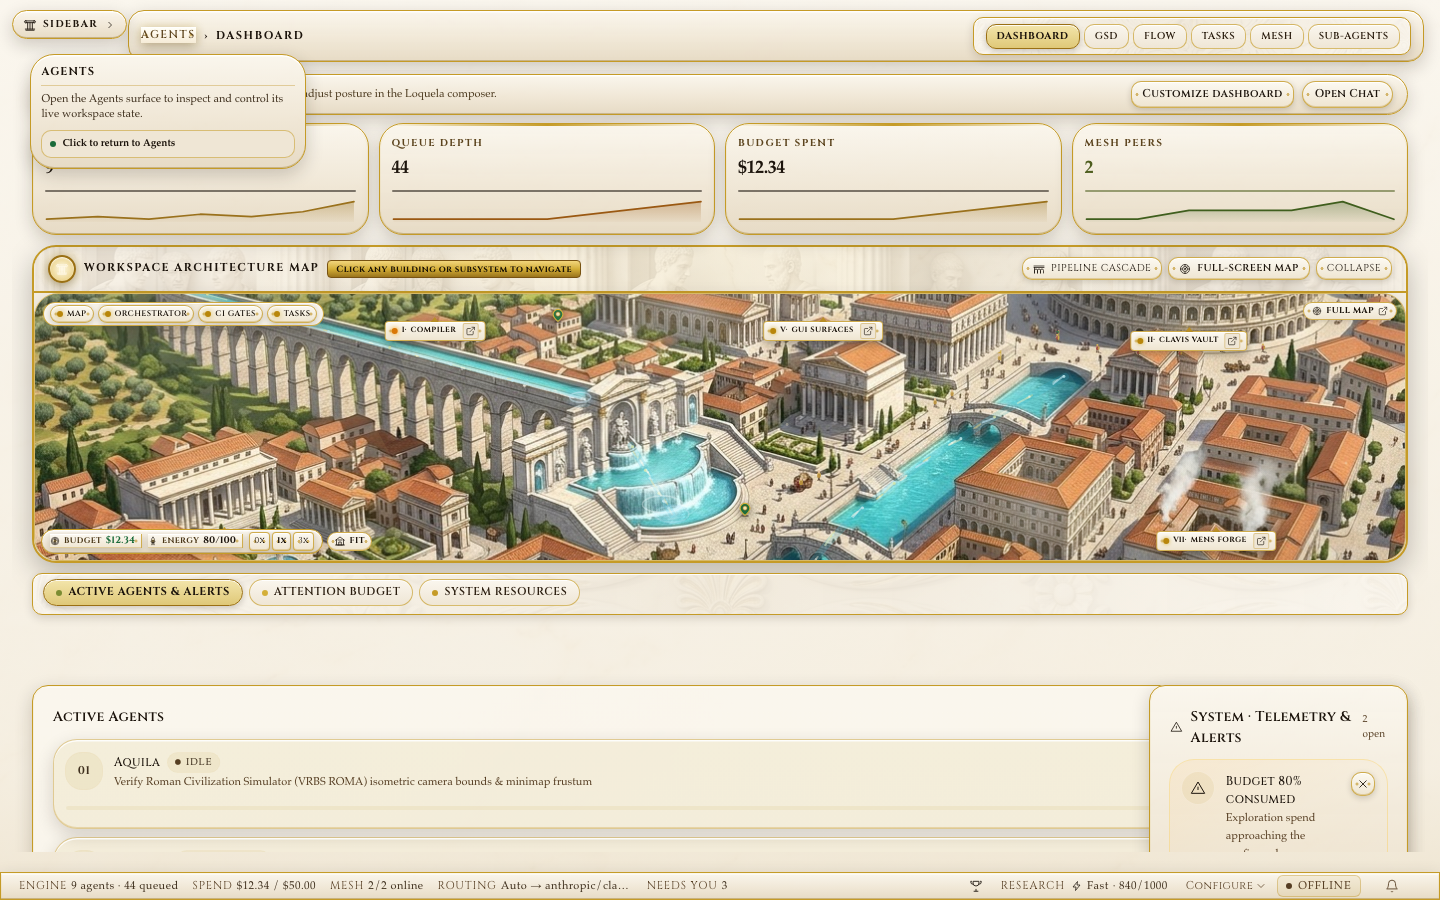 SIDEBAR
AGENTS › DASHBOARD
DASHBOARD GSD FLOW TASKS MESH SUB-AGENTS
AGENTS
Open the Agents surface to inspect and control its
live workspace state.
Click to return to Agents
adjust posture in the Loquela composer.
CUSTOMIZE DASHBOARD OPEN CHAT
QUEUE DEPTH
44
BUDGET SPENT
$12.34
MESH PEERS
2
WORKSPACE ARCHITECTURE MAP CLICK ANY BUILDING OR SUBSYSTEM TO NAVIGATE
PIPELINE CASCADE FULL-SCREEN MAP COLLAPSE
MAP ORCHESTRATOR CI GATES TASKS
FULL MAP
I· COMPILER
V· GUI SURFACES
II· CLAVIS VAULT
BUDGET $12.34 ENERGY 80/100 0X 1X 3X FIT
VII· MENS FORGE
ACTIVE AGENTS & ALERTS ATTENTION BUDGET SYSTEM RESOURCES
ACTIVE AGENTS
01 AQUILA IDLE
Verify Roman Civilization Simulator (VRBS ROMA) isometric camera bounds & minimap frustum
SYSTEM · TELEMETRY &
ALERTS
2
open
BUDGET 80%
CONSUMED
Exploration spend
approaching the
ENGINE 9 agents · 44 queued SPEND $12.34 / $50.00 MESH 2/2 online ROUTING Auto → anthropic/cla... NEEDS YOU 3
RESEARCH Fast · 840/1000 CONFIGURE OFFLINE